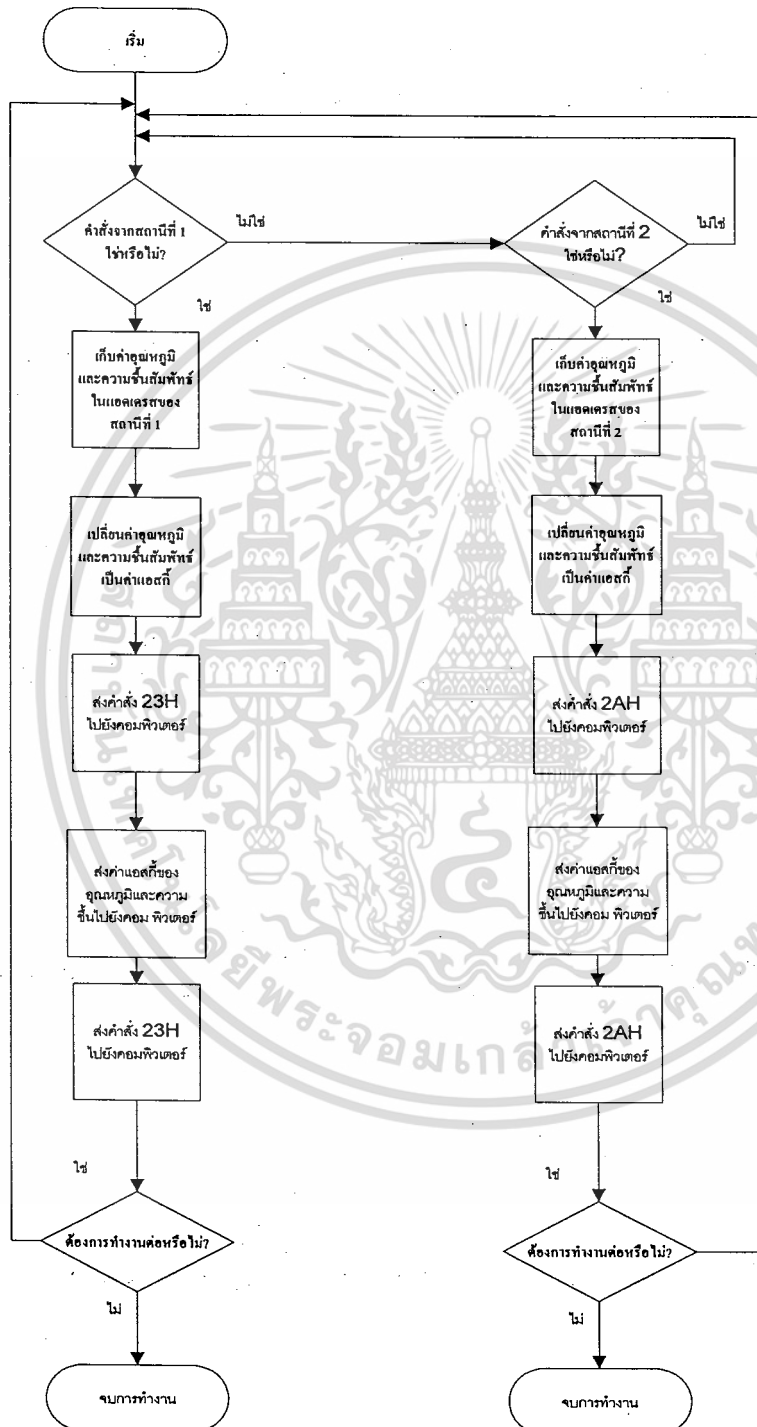 เริ่ม
คำสั่งจากสถานีที่ 1
ใช่หรือไม่?
ไม่ใช่
คำสั่งจากสถานีที่ 2
ใช่หรือไม่?
ไม่ใช่
ใช่
ใช่
เก็บค่าอุณหภูมิ
และความชื้นสัมพัทธ์
ในแอดเดรสของ
สถานีที่ 1
เก็บค่าอุณหภูมิ
และความชื้นสัมพัทธ์
ในแอดเดรสของ
สถานีที่ 2
เปลี่ยนค่าอุณหภูมิ
และความชื้นสัมพัทธ์
เป็นค่าแอสกี้
เปลี่ยนค่าอุณหภูมิ
และความชื้นสัมพัทธ์
เป็นค่าแอสกี้
ส่งคำสั่ง 23H
ไปยังคอมพิวเตอร์
ส่งคำสั่ง 2AH
ไปยังคอมพิวเตอร์
ส่งค่าแอสกี้ของ
อุณหภูมิและความ
ชื้นไปยังคอม พิวเตอร์
ส่งค่าแอสกี้ของ
อุณหภูมิและความ
ชื้นไปยังคอม พิวเตอร์
ส่งคำสั่ง 23H
ไปยังคอมพิวเตอร์
ส่งคำสั่ง 2AH
ไปยังคอมพิวเตอร์
ใช่
ใช่
ต้องการทำงานต่อหรือไม่?
ต้องการทำงานต่อหรือไม่?
ไม่
ไม่
จบการทำงาน
จบการทำงาน